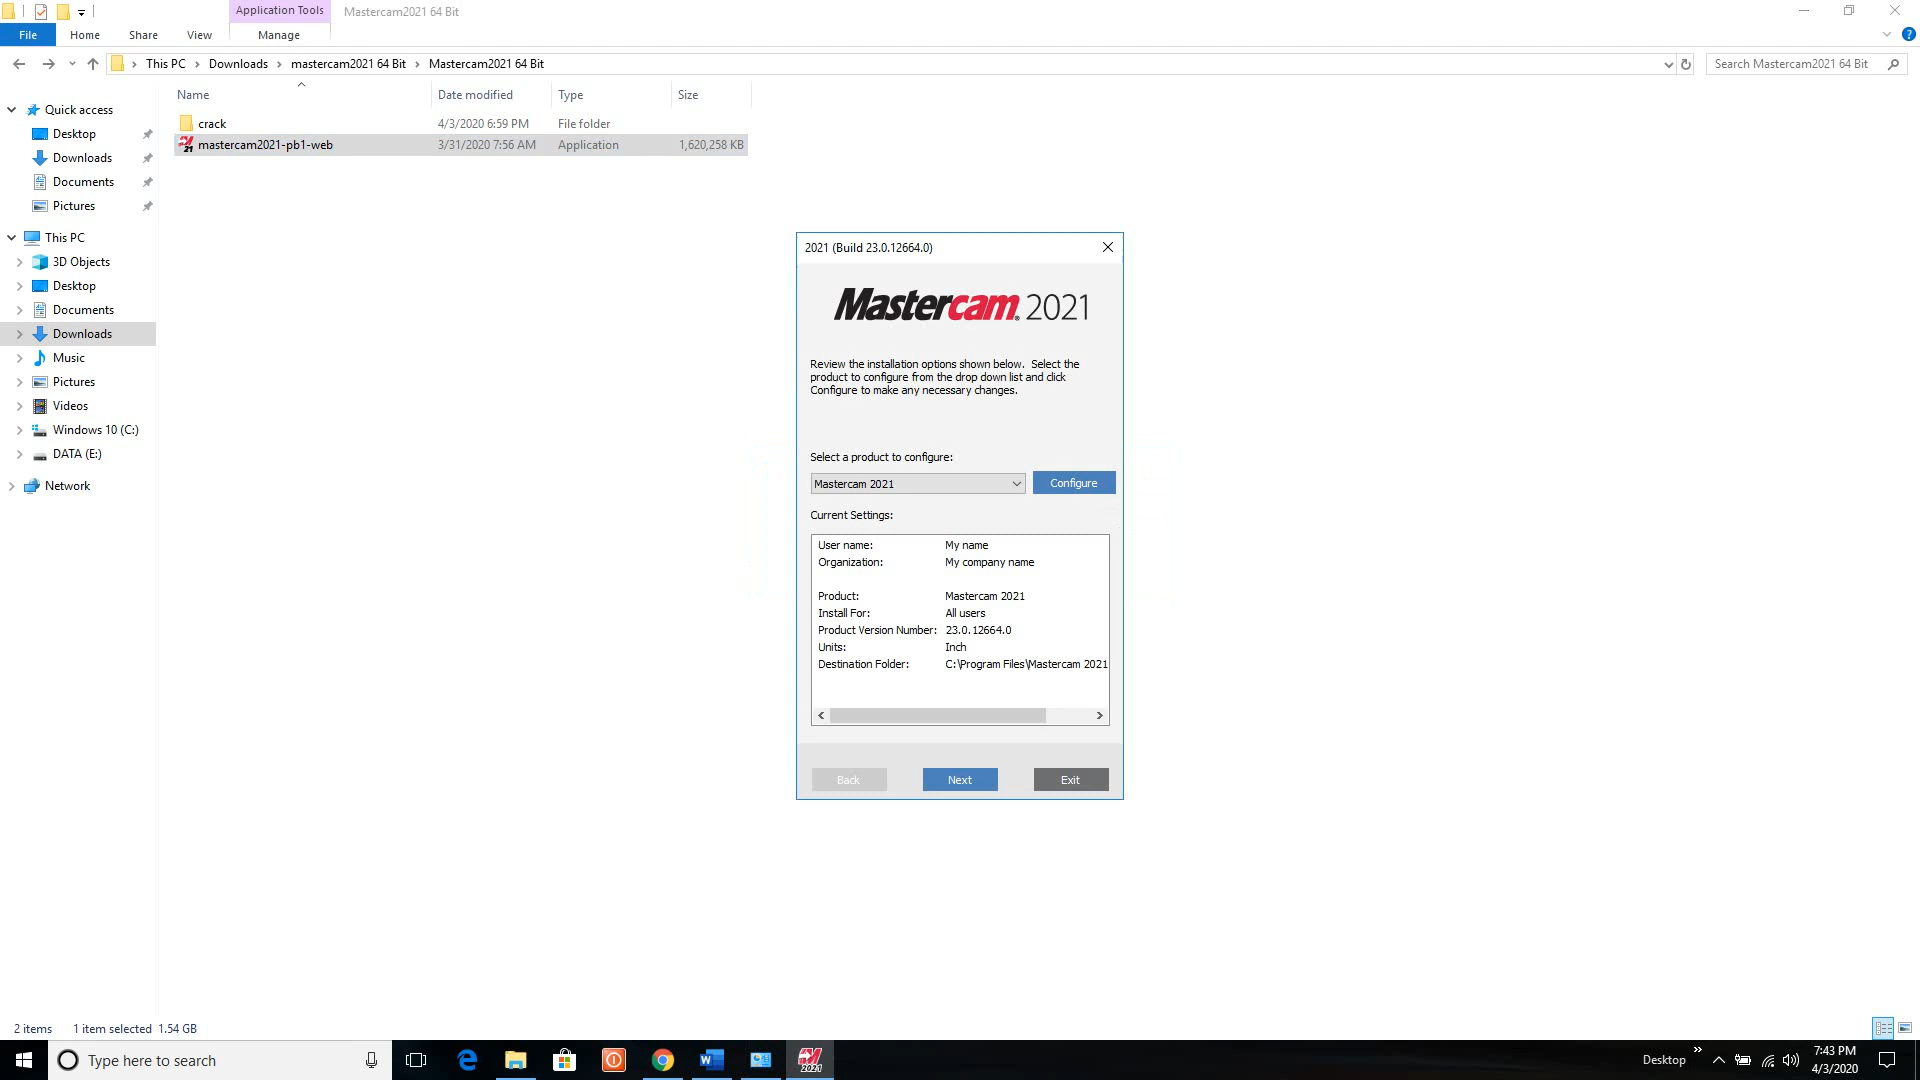 Application Tools
Mastercam2021 64 Bit
File
Home
Share
View
Manage
This PC
Downloads
mastercam2021 64 Bit
Mastercam2021 64 Bit
Search Mastercam2021 64 Bit
Name
Date modified
Type
Size
crack
4/3/2020 6:59 PM
File folder
mastercam2021-pb1-web
3/31/2020 7:56 AM
Application
1,620,258 KB
Quick access
Desktop
Downloads
Documents
Pictures
This PC
3D Objects
Desktop
Documents
Downloads
Music
Pictures
Videos
Windows 10 (C:)
DATA (E:)
Network
2021 (Build 23.0.12664.0)
Mastercam. 2021
Review the installation options shown below. Select the
product to configure from the drop down list and click
Configure to make any necessary changes.
Select a product to configure:
Mastercam 2021
Configure
Current Settings:
User name: My name
Organization: My company name
Product: Mastercam 2021
Install For: All users
Product Version Number: 23.0.12664.0
Units: Inch
Destination Folder: C:\Program Files\Mastercam 2021
Back
Next
Exit
2 items
1 item selected 1.54 GB
Type here to search
2021
Desktop
7:43 PM
4/3/2020